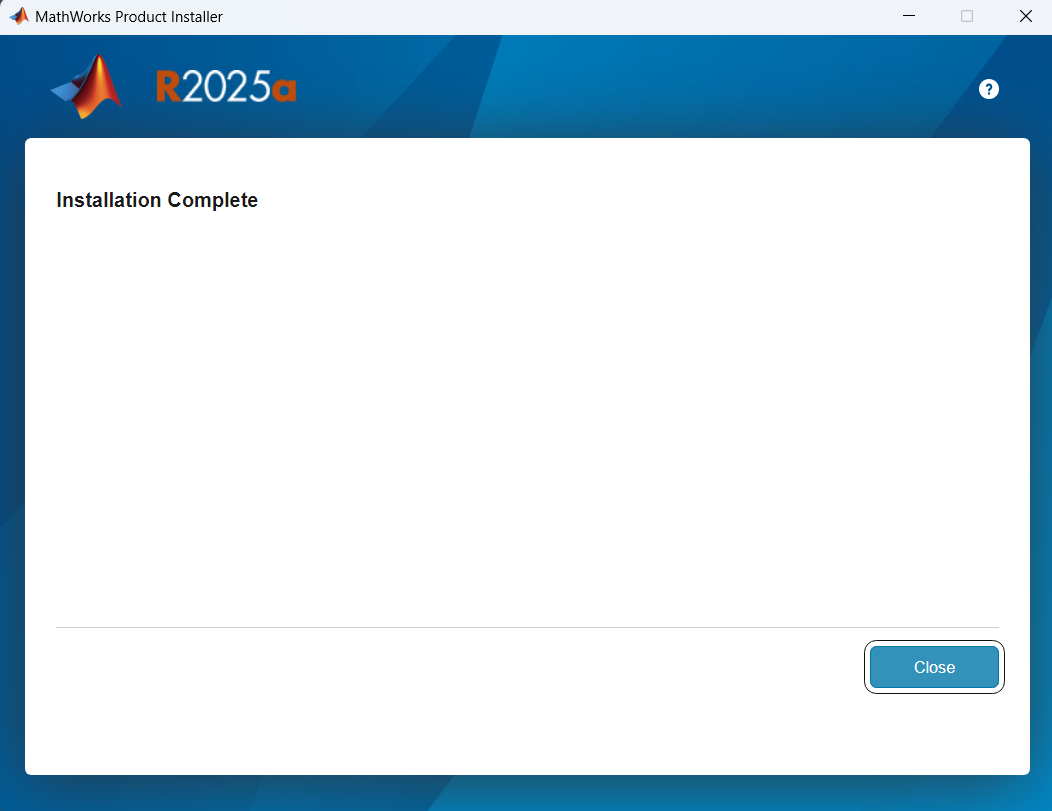 MathWorks Product Installer
R2025a
?
Installation Complete
Close